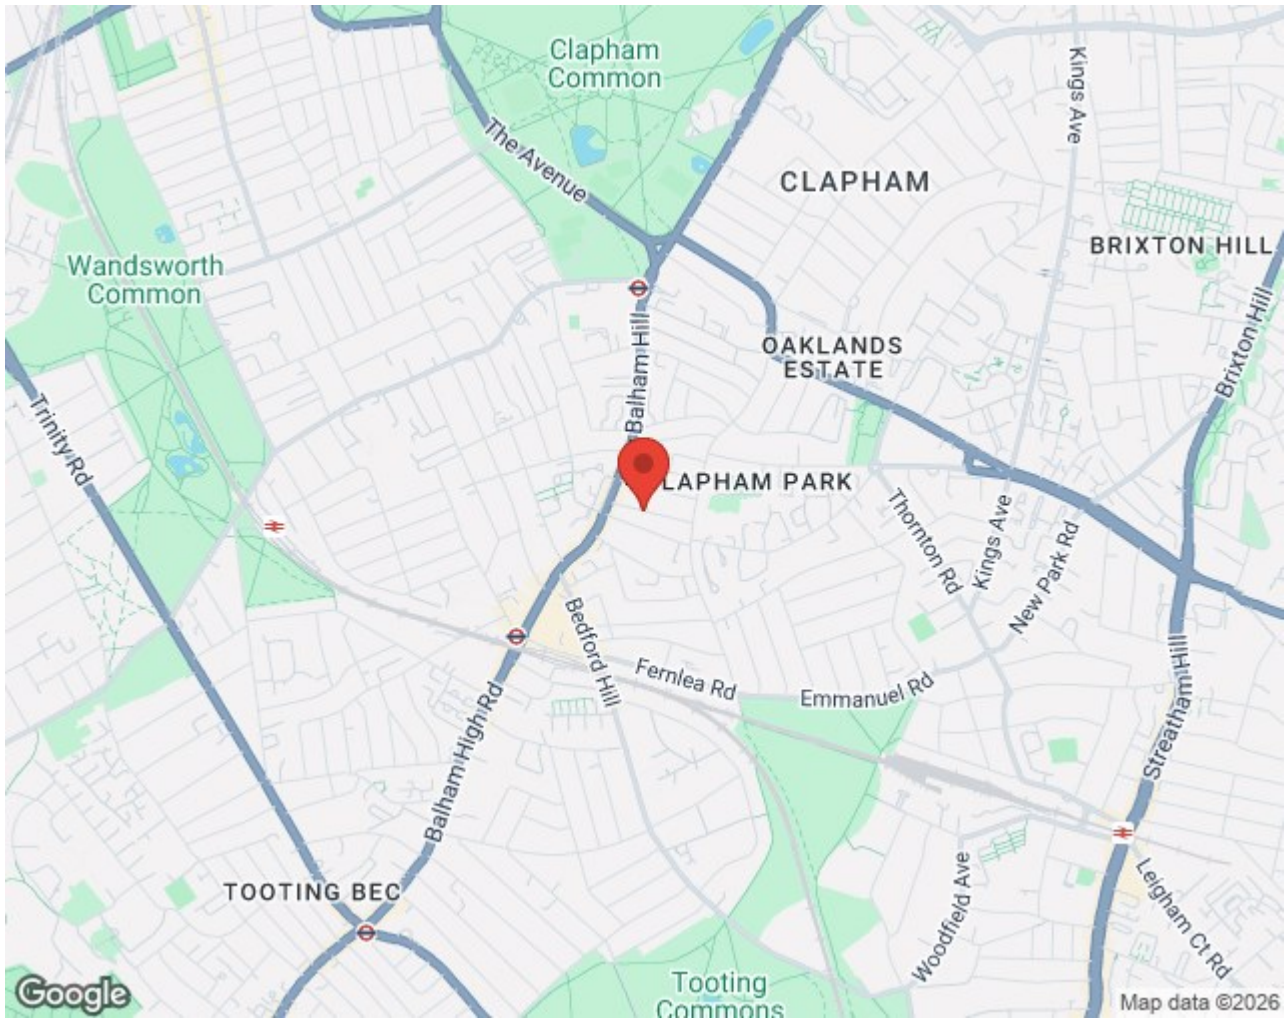 Clapham
Common
Kings Ave
The Avenue
CLAPHAM
BRIXTON HILL
Wandsworth
Common
Brixton Hill
Balham Hill
OAKLANDS
ESTATE
Trinity Rd
LAPHAM PARK
Thornton Rd
Kings Ave
New Park Rd
Bedford Hill
Fernlea Rd
Emmanuel Rd
Streatham Hill
Balham High Rd
TOOTING BEC
Woodfield Ave
Leigham Ct Rd
Tooting
Commons
Google
Map data ©2026